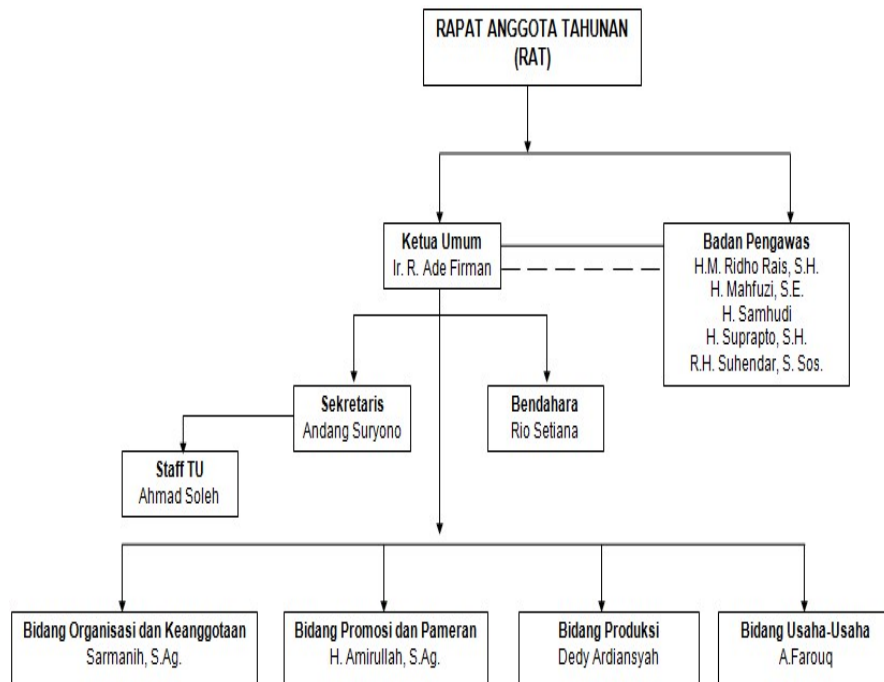 RAPAT ANGGOTA TAHUNAN
(RAT)
Ketua Umum
Ir. R. Ade Firman
Badan Pengawas
H.M. Ridho Rais, S.H.
H. Mahfuzi, S.E.
H. Samhudi
H. Suprapto, S.H.
R.H. Suhendar, S. Sos.
Sekretaris
Andang Suryono
Bendahara
Rio Setiana
Staff TU
Ahmad Soleh
Bidang Organisasi dan Keanggotaan
Sarmanih, S.Ag.
Bidang Promosi dan Pameran
H. Amirullah, S.Ag.
Bidang Produksi
Dedy Ardiansyah
Bidang Usaha-Usaha
A.Farouq